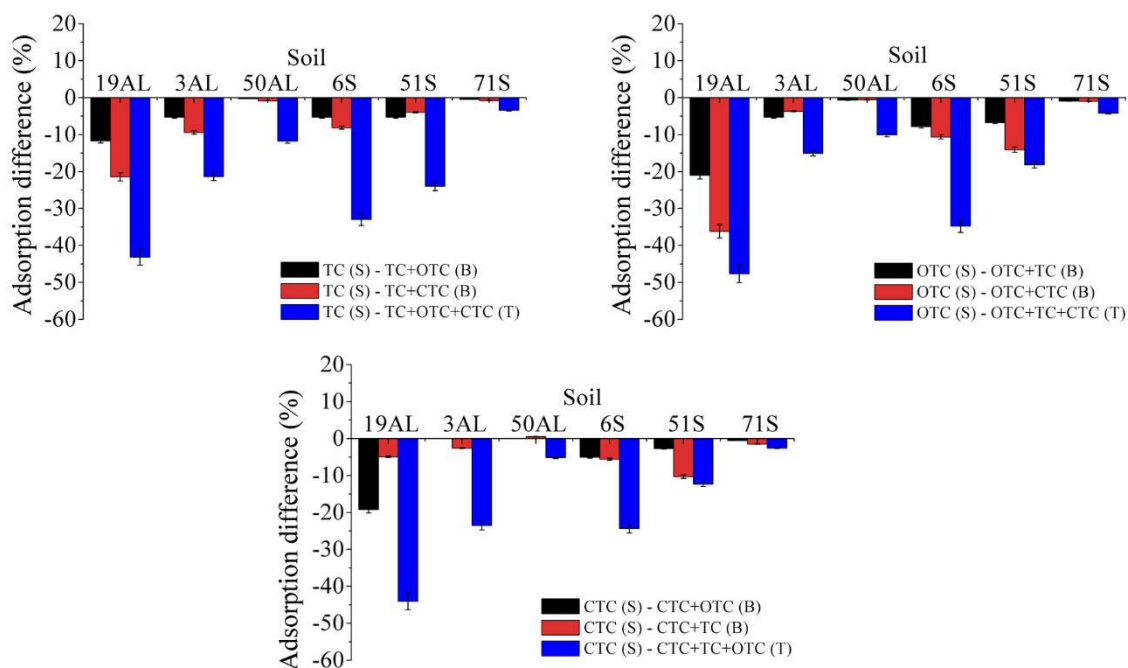 20
10
0
-10
-20
-30
-40
-50
-60
Adsorption difference (%)
Soil
19AL 3AL 50AL 6S 51S 71S
TC (S) - TC+OTC (B)
TC (S) - TC+CTC (B)
TC (S) - TC+OTC+CTC (T)
20
10
0
-10
-20
-30
-40
-50
-60
Adsorption difference (%)
Soil
19AL 3AL 50AL 6S 51S 71S
OTC (S) - OTC+TC (B)
OTC (S) - OTC+CTC (B)
OTC (S) - OTC+TC+CTC (T)
20
10
0
-10
-20
-30
-40
-50
-60
Adsorption difference (%)
Soil
19AL 3AL 50AL 6S 51S 71S
CTC (S) - CTC+OTC (B)
CTC (S) - CTC+TC (B)
CTC (S) - CTC+TC+OTC (T)